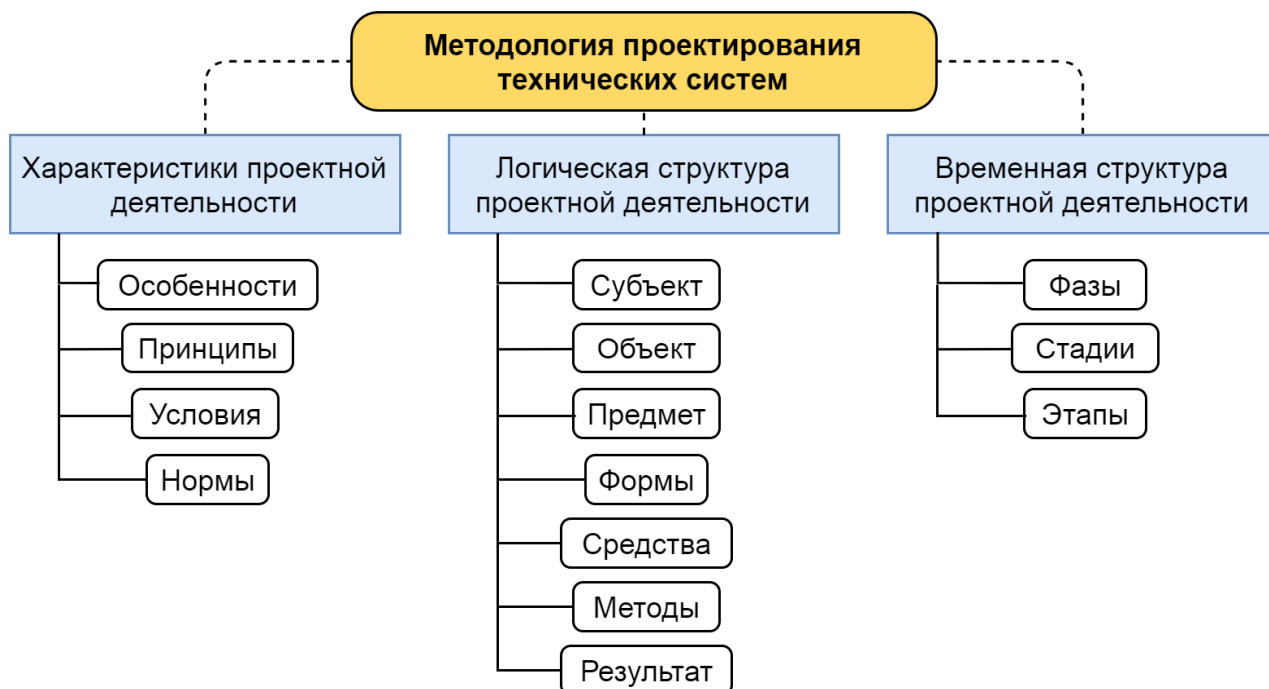 Методология проектирования
технических систем
Характеристики проектной
деятельности
Особенности
Принципы
Условия
Нормы
Логическая структура
проектной деятельности
Субъект
Объект
Предмет
Формы
Средства
Методы
Результат
Временная структура
проектной деятельности
Фазы
Стадии
Этапы